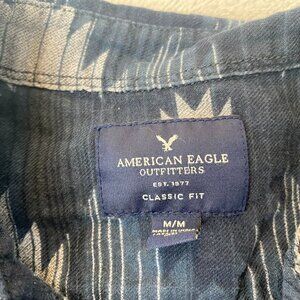 AMERICAN EAGLE
OUTFITTERS
EST. 1977
CLASSIC FIT
M/M